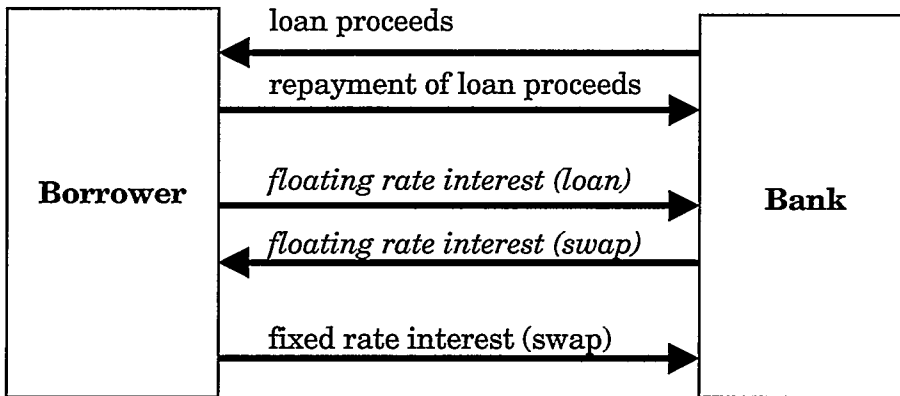 loan proceeds
repayment of loan proceeds
Borrower
floating rate interest (loan)
Bank
floating rate interest (swap)
fixed rate interest (swap)